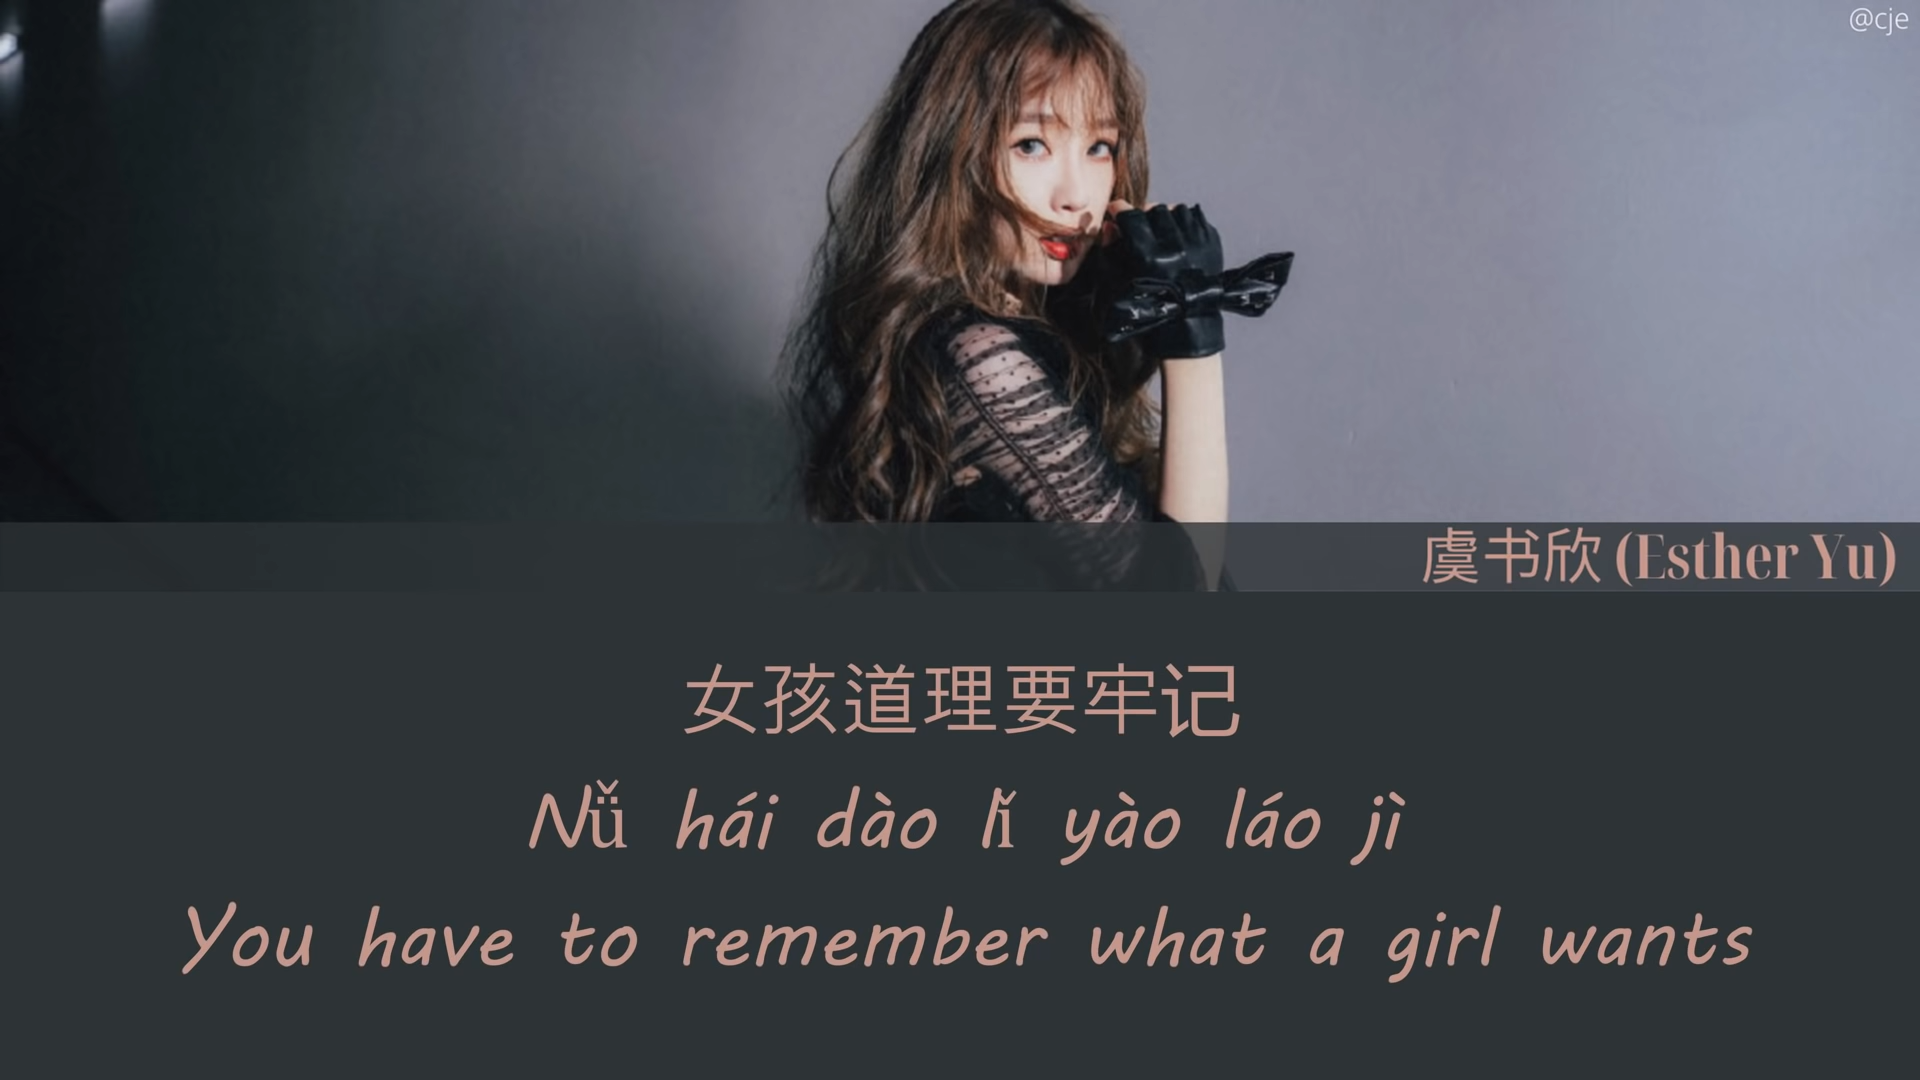 @cje
虞书欣 (Esther Yu)
女孩道理要牢记
Nǚ hái dào lǐ yào láo jì
You have to remember what a girl wants